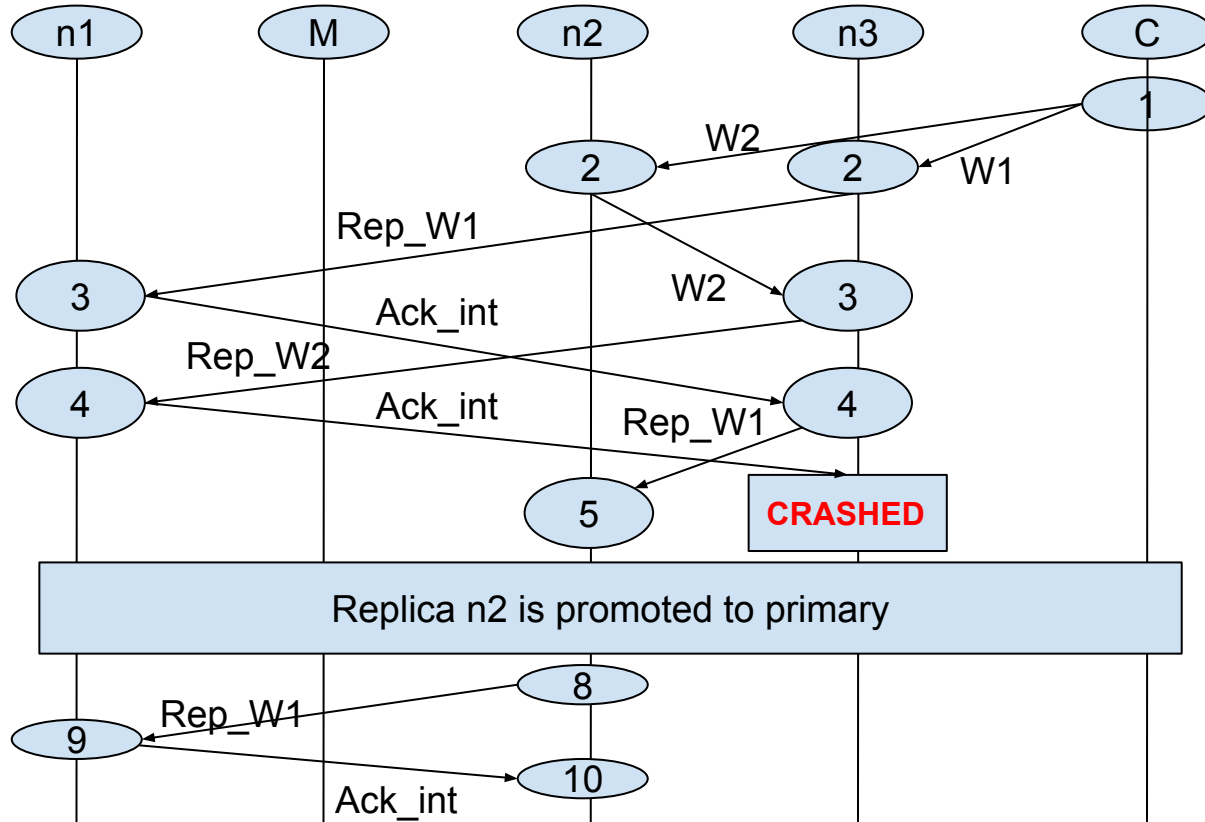 n1
M
n2
n3
C
1
W2
W1
2
2
Rep_W1
W2
3
3
Ack_int
Rep_W2
4
4
Ack_int
Rep_W1
5
CRASHED
Replica n2 is promoted to primary
8
Rep_W1
9
10
Ack_int